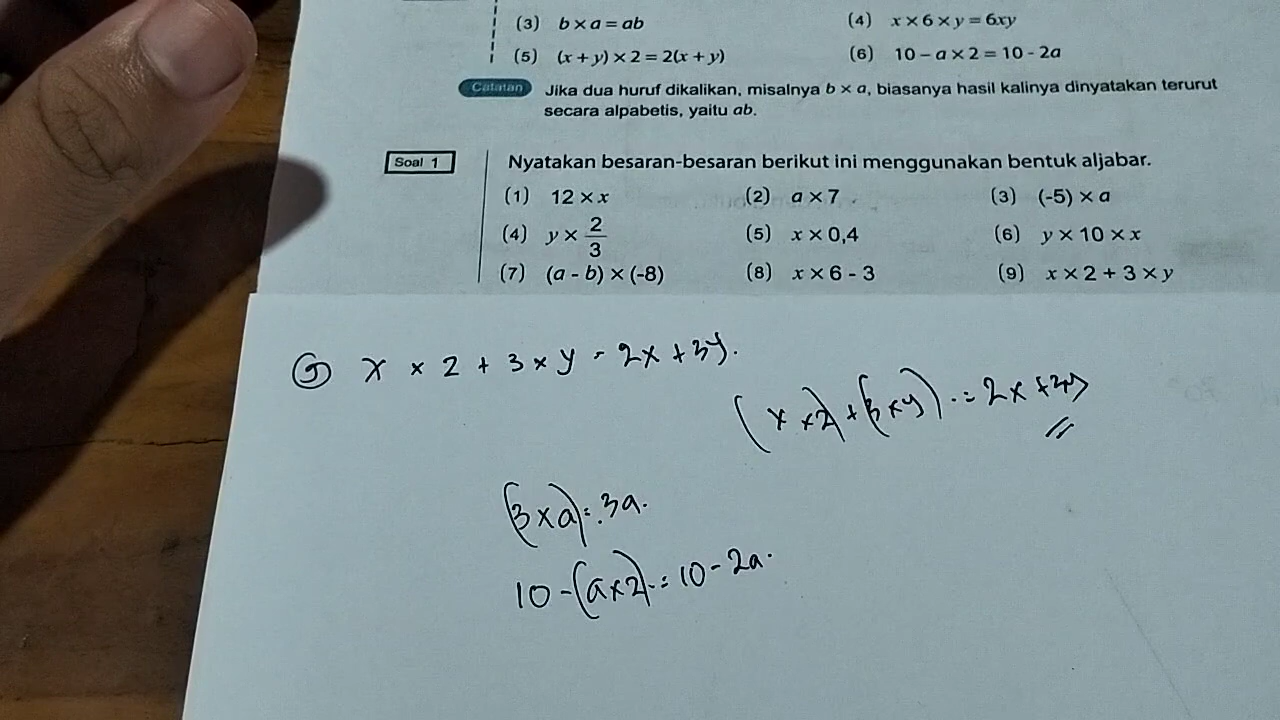 (3) b × a = ab (4) x × 6 × y = 6xy
(5) (x + y) × 2 = 2(x + y) (6) 10 – a × 2 = 10 - 2a
Catatan Jika dua huruf dikalikan, misalnya b × a, biasanya hasil kalinya dinyatakan terurut
secara alpabetis, yaitu ab.
Soal 1 Nyatakan besaran-besaran berikut ini menggunakan bentuk aljabar.
(1) 12 × x (2) a × 7 (3) (-5) × a
(4) y × 2/3 (5) x × 0,4 (6) y × 10 × x
(7) (a - b) × (-8) (8) x × 6 - 3 (9) x × 2 + 3 × y
⑨ x × 2 + 3 × y = 2x + 3y.
(x × 2) + (3 × y) = 2x + 3y
(3 × a) = 3a.
10 - (a × 2) = 10 - 2a.